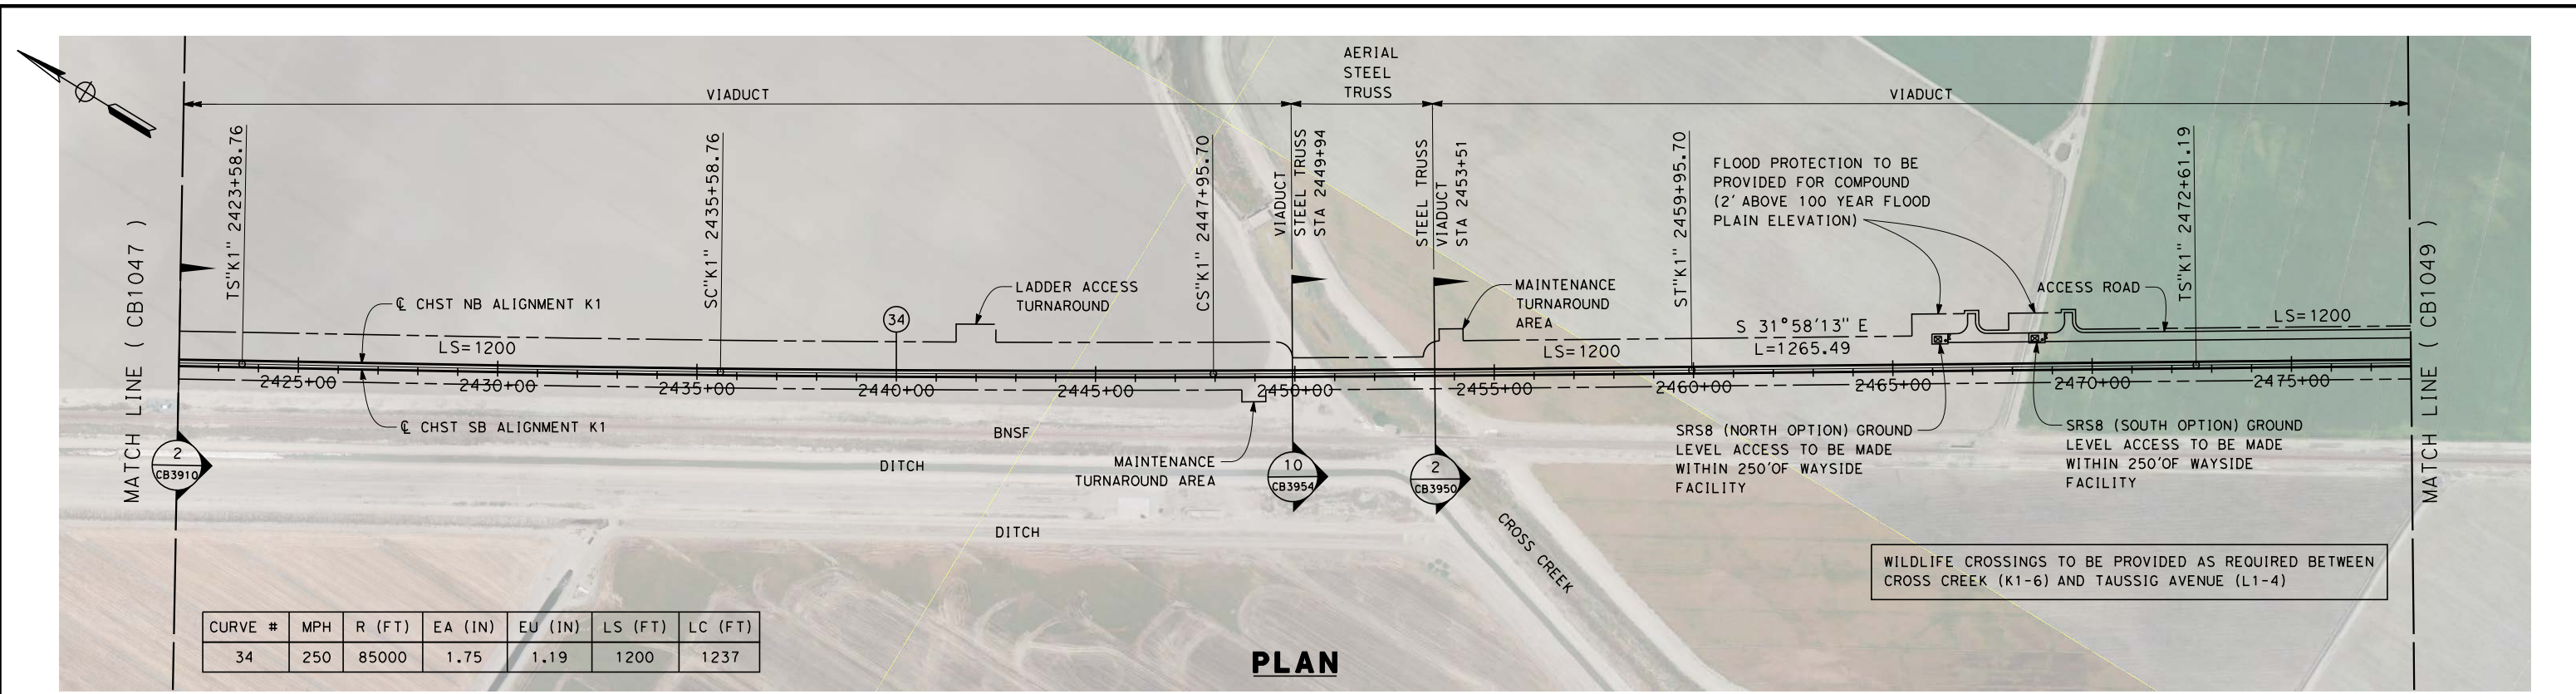 AERIAL
STEEL
TRUSS
VIADUCT
VIADUCT
MATCH LINE ( CB1047 )
TS"K1" 2423+58.76
SC"K1" 2435+58.76
CS"K1" 2447+95.70
VIADUCT
STEEL TRUSS
STA 2449+94
STEEL TRUSS
VIADUCT
STA 2453+51
ST"K1" 2459+95.70
FLOOD PROTECTION TO BE
PROVIDED FOR COMPOUND
(2' ABOVE 100 YEAR FLOOD
PLAIN ELEVATION)
TS"K1" 2472+61.19
MATCH LINE ( CB1049 )
℄ CHST NB ALIGNMENT K1
LADDER ACCESS
TURNAROUND
34
MAINTENANCE
TURNAROUND
AREA
ACCESS ROAD
LS=1200
LS=1200
LS=1200
S 31°58'13" E
L=1265.49
2425+00
2430+00
2435+00
2440+00
2445+00
2450+00
2455+00
2460+00
2465+00
2470+00
2475+00
℄ CHST SB ALIGNMENT K1
BNSF
DITCH
MAINTENANCE
TURNAROUND AREA
2
CB3910
10
CB3954
2
CB3950
SRS8 (NORTH OPTION) GROUND
LEVEL ACCESS TO BE MADE
WITHIN 250'OF WAYSIDE
FACILITY
SRS8 (SOUTH OPTION) GROUND
LEVEL ACCESS TO BE MADE
WITHIN 250'OF WAYSIDE
FACILITY
DITCH
CROSS CREEK
WILDLIFE CROSSINGS TO BE PROVIDED AS REQUIRED BETWEEN
CROSS CREEK (K1-6) AND TAUSSIG AVENUE (L1-4)
CURVE # MPH R (FT) EA (IN) EU (IN) LS (FT) LC (FT)
34 250 85000 1.75 1.19 1200 1237
PLAN